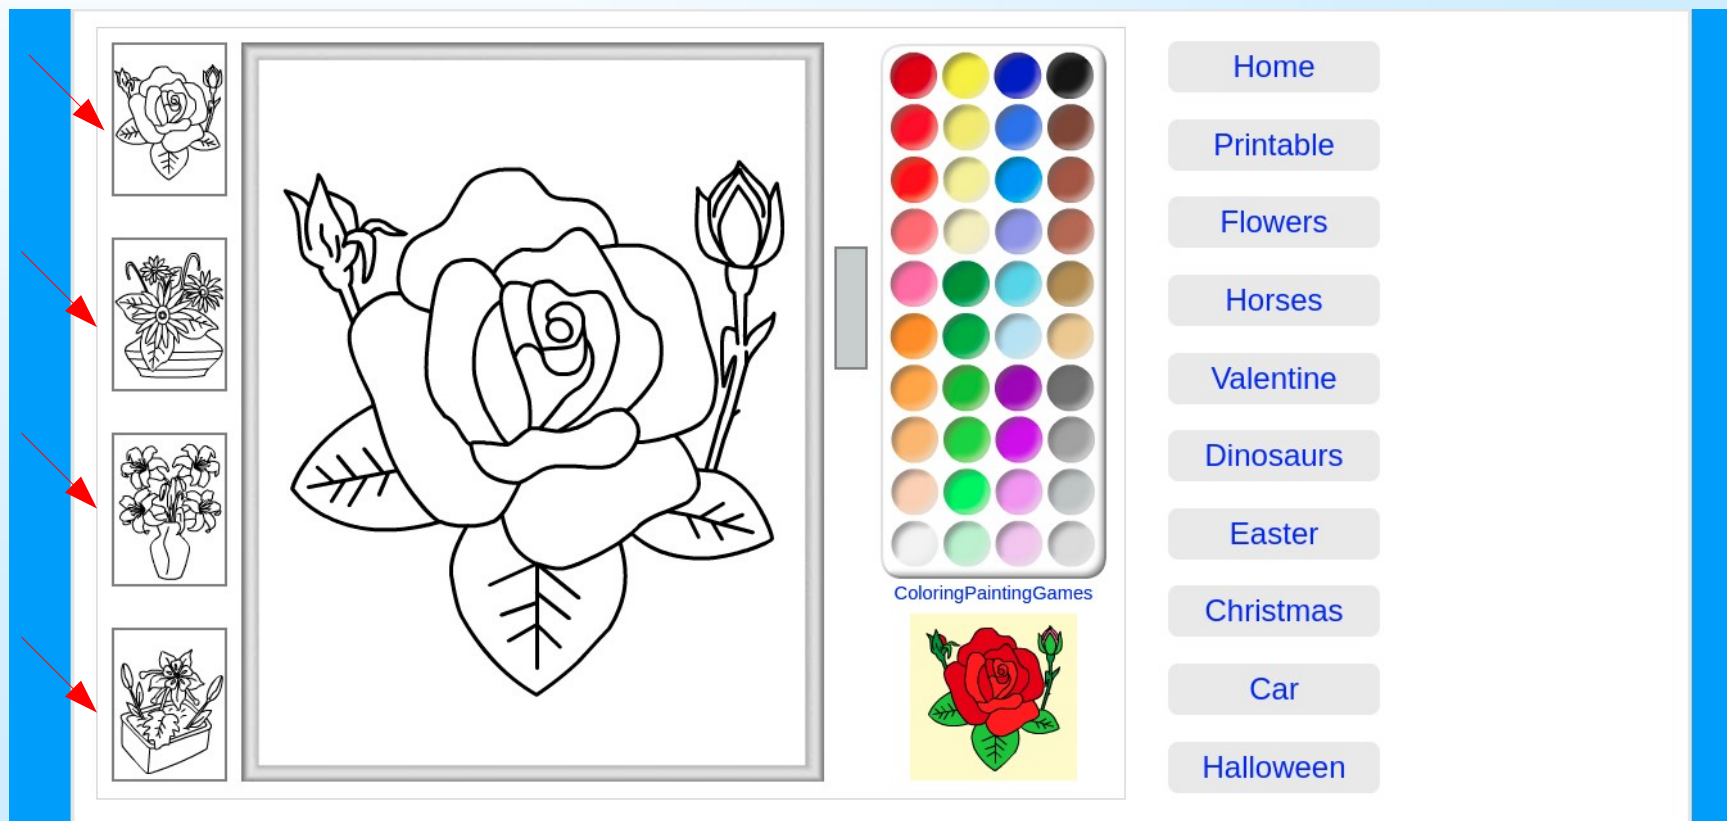 Home
Printable
Flowers
Horses
Valentine
Dinosaurs
Easter
Christmas
Car
Halloween
ColoringPaintingGames